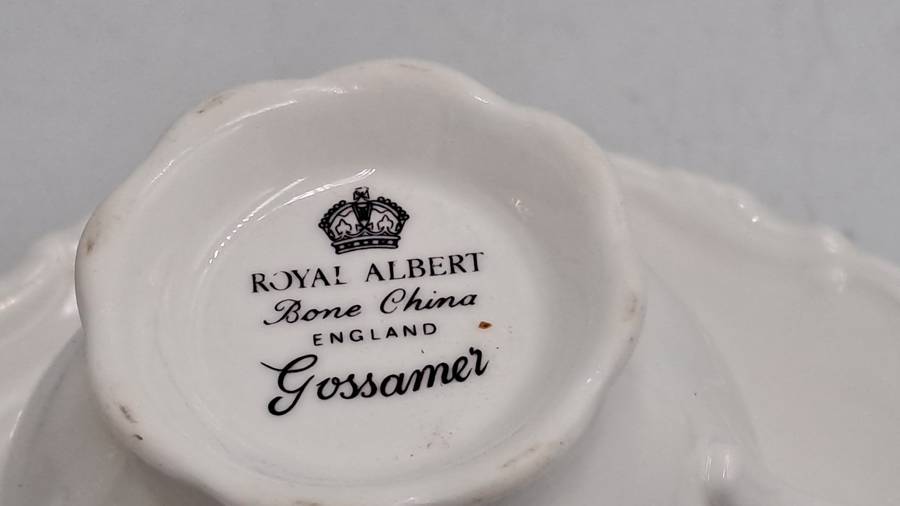 ROYAL ALBERT
Bone China
ENGLAND
Gossamer